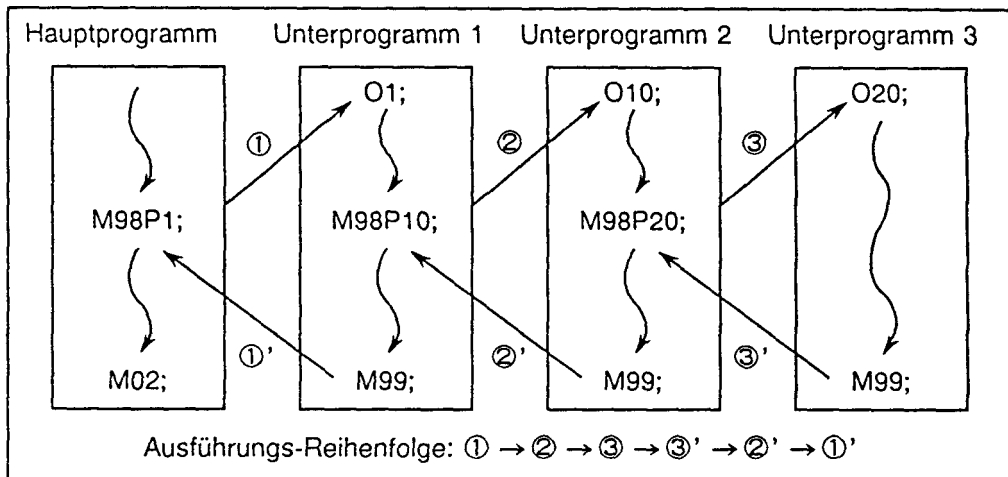 Hauptprogramm Unterprogramm 1 Unterprogramm 2 Unterprogramm 3
O1; O10; O20;
① ② ③
M98P1; M98P10; M98P20;
①’ ②’ ③’
M02; M99; M99; M99;
Ausführungs-Reihenfolge: ① → ② → ③ → ③’ → ②’ → ①’